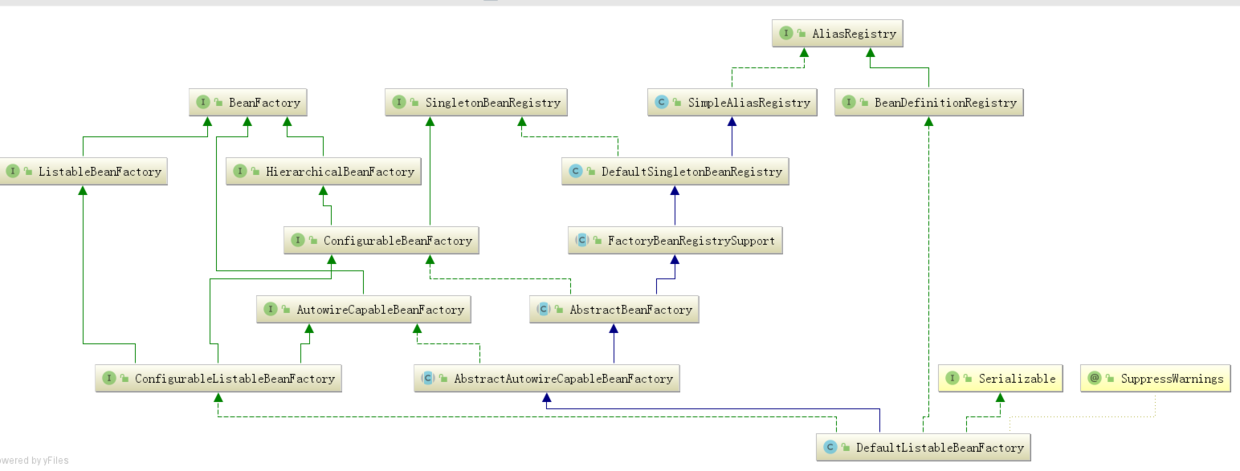 AliasRegistry
BeanFactory
SingletonBeanRegistry
SimpleAliasRegistry
BeanDefinitionRegistry
ListableBeanFactory
HierarchicalBeanFactory
DefaultSingletonBeanRegistry
ConfigurableBeanFactory
FactoryBeanRegistrySupport
AutowireCapableBeanFactory
AbstractBeanFactory
ConfigurableListableBeanFactory
AbstractAutowireCapableBeanFactory
Serializable
SuppressWarnings
DefaultListableBeanFactory
owered by yFiles